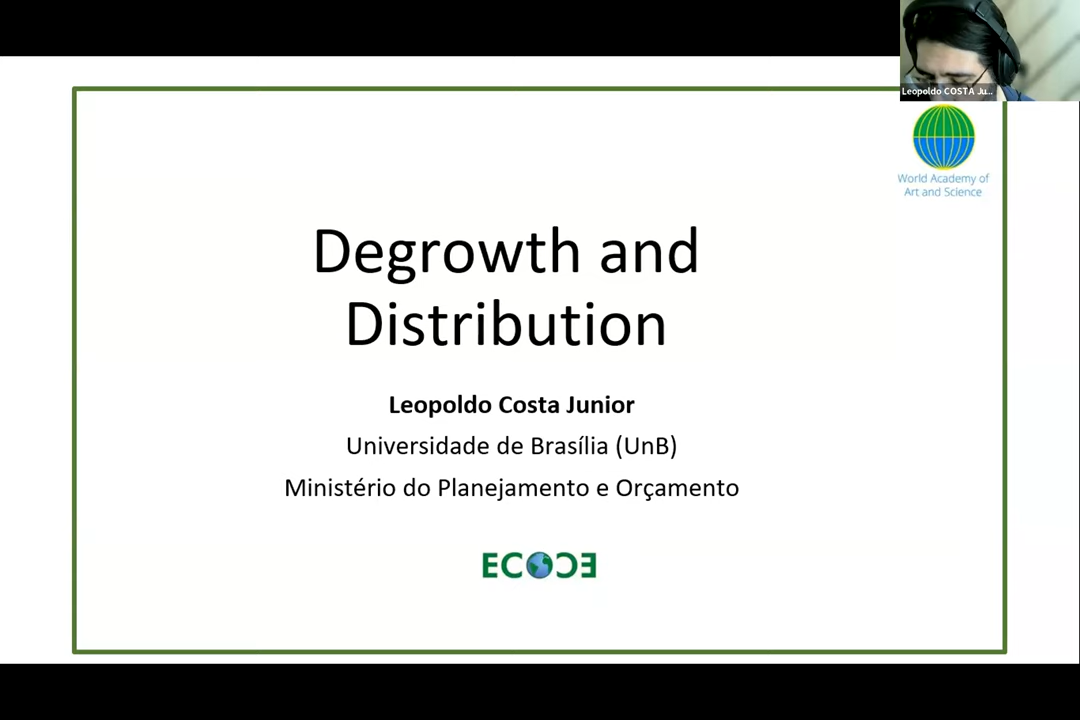 Leopoldo COSTA Ju...
World Academy of
Art and Science
Degrowth and
Distribution
Leopoldo Costa Junior
Universidade de Brasília (UnB)
Ministério do Planejamento e Orçamento
ECOƆE